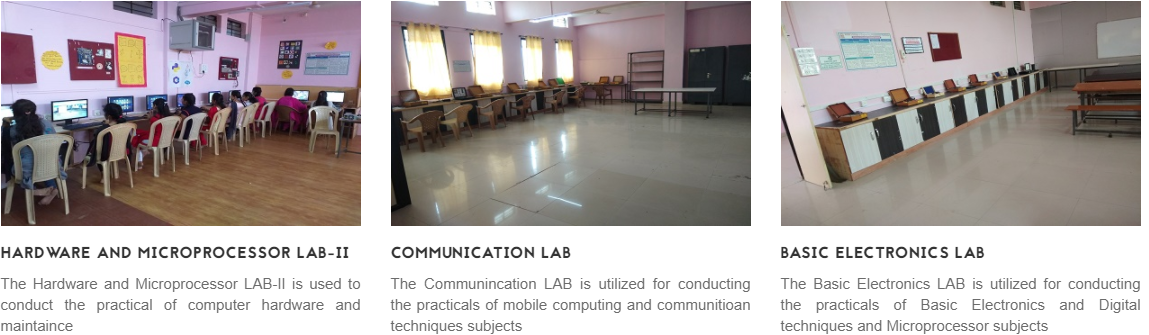 HARDWARE AND MICROPROCESSOR LAB-II
The Hardware and Microprocessor LAB-II is used to
conduct the practical of computer hardware and
maintaince
COMMUNICATION LAB
The Communincation LAB is utilized for conducting
the practicals of mobile computing and communitioan
techniques subjects
BASIC ELECTRONICS LAB
The Basic Electronics LAB is utilized for conducting
the practicals of Basic Electronics and Digital
techniques and Microprocessor subjects